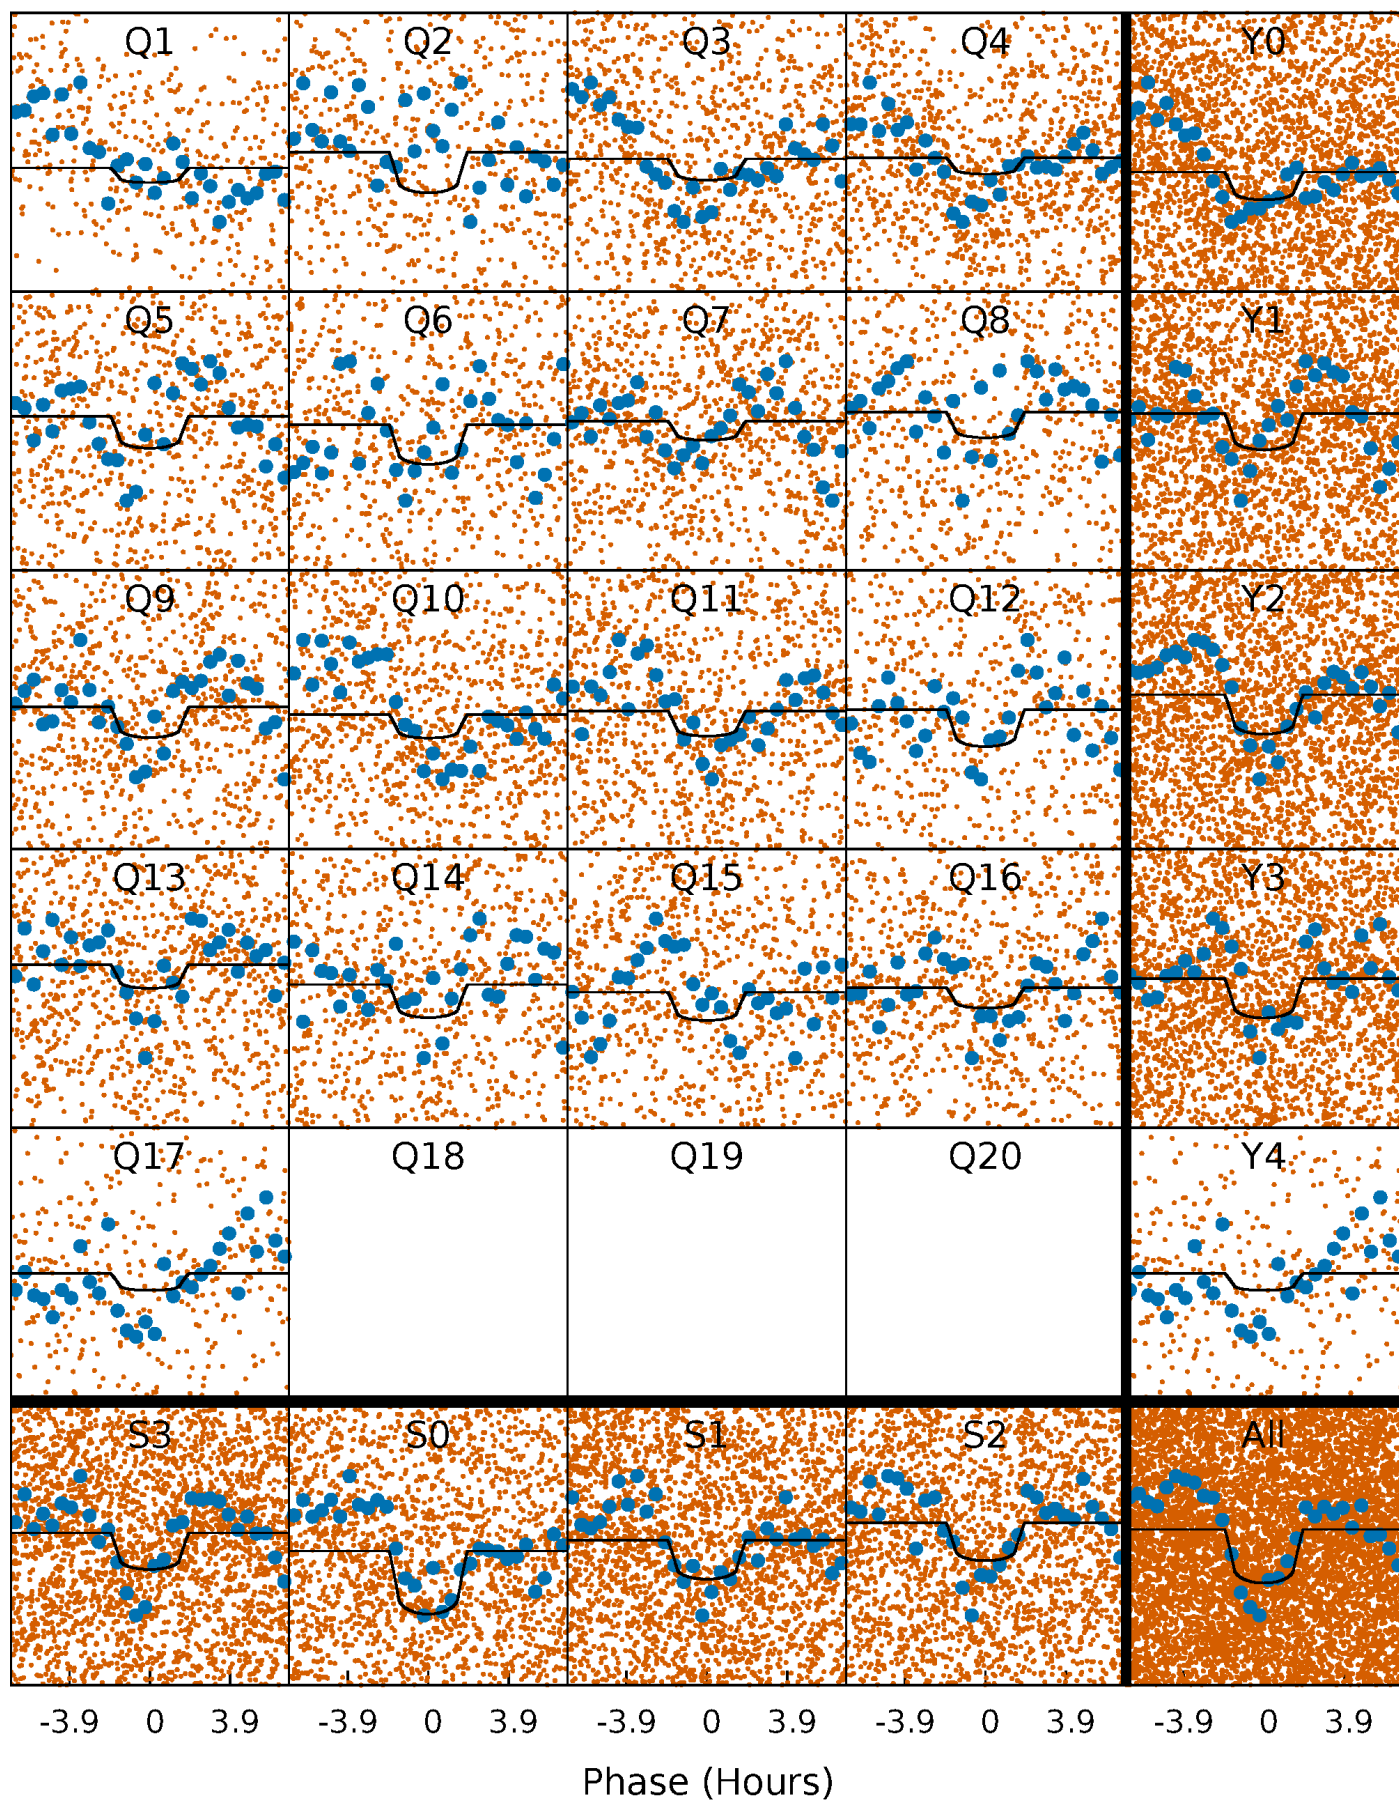 Q1 Q2 Q3 Q4 Y0
Q5 Q6 Q7 Q8 Y1
Q9 Q10 Q11 Q12 Y2
Q13 Q14 Q15 Q16 Y3
Q17 Q18 Q19 Q20 Y4
S3 S0 S1 S2 All
-3.9 0 3.9 -3.9 0 3.9 -3.9 0 3.9 -3.9 0 3.9 -3.9 0 3.9
Phase (Hours)